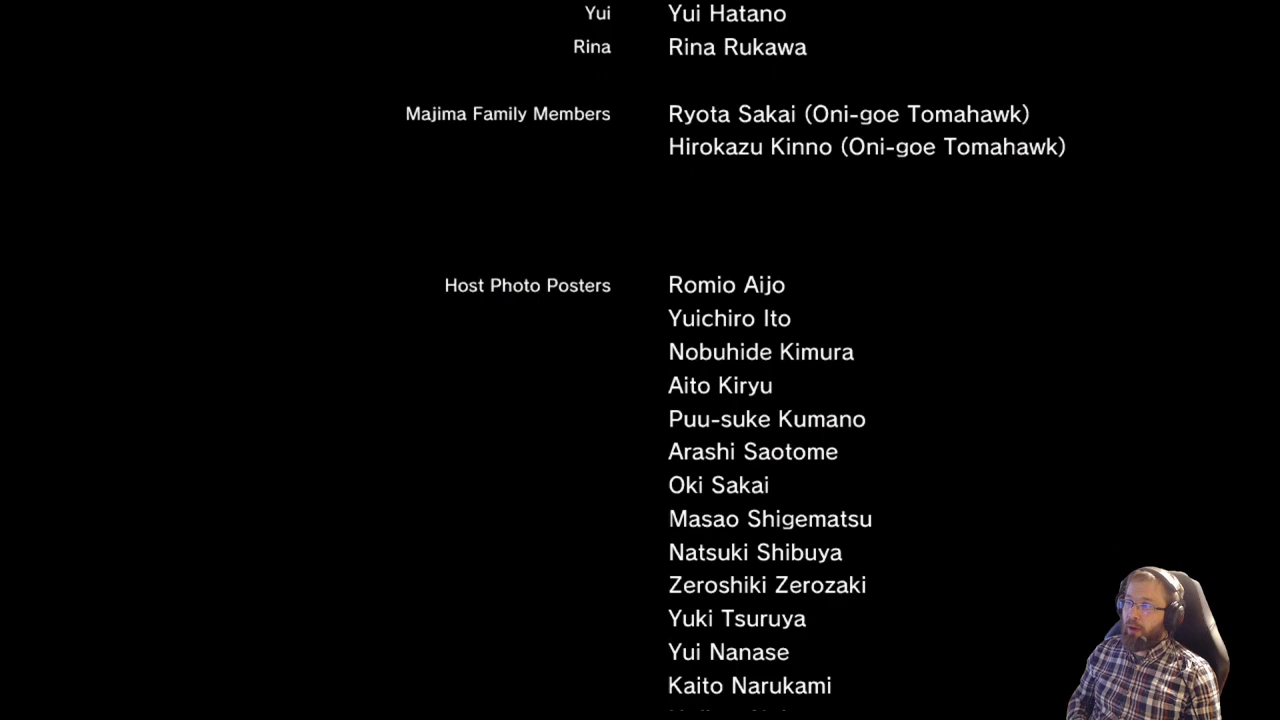 Yui Yui Hatano
Rina Rina Rukawa
Majima Family Members Ryota Sakai (Oni-goe Tomahawk)
Hirokazu Kinno (Oni-goe Tomahawk)
Host Photo Posters Romio Aijo
Yuichiro Ito
Nobuhide Kimura
Aito Kiryu
Puu-suke Kumano
Arashi Saotome
Oki Sakai
Masao Shigematsu
Natsuki Shibuya
Zeroshiki Zerozaki
Yuki Tsuruya
Yui Nanase
Kaito Narukami